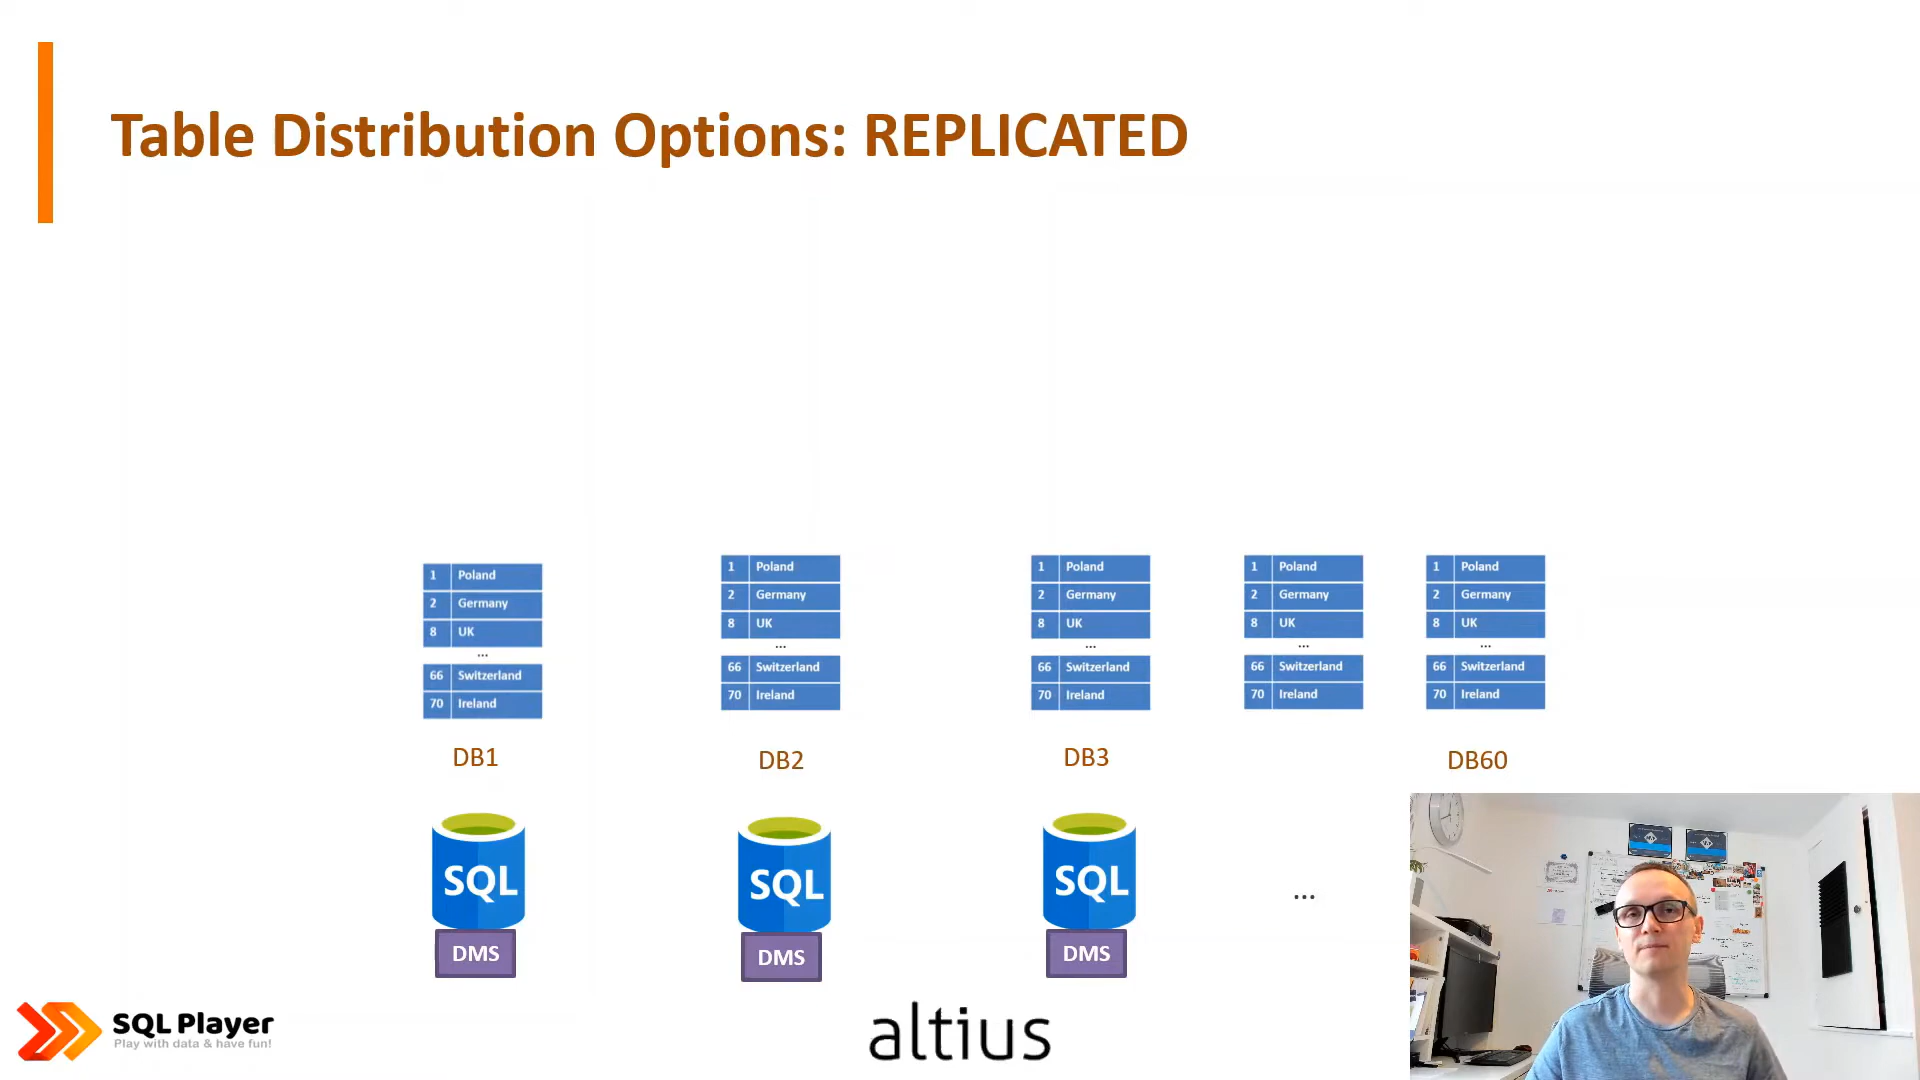 Table Distribution Options: REPLICATED
1 Poland
2 Germany
8 UK
...
66 Switzerland
70 Ireland
1 Poland
2 Germany
8 UK
...
66 Switzerland
70 Ireland
1 Poland
2 Germany
8 UK
...
66 Switzerland
70 Ireland
1 Poland
2 Germany
8 UK
...
66 Switzerland
70 Ireland
1 Poland
2 Germany
8 UK
...
66 Switzerland
70 Ireland
DB1
DB2
DB3
DB60
SQL
SQL
SQL
...
DMS
DMS
DMS
SQL Player
Play with data & have fun!
altius